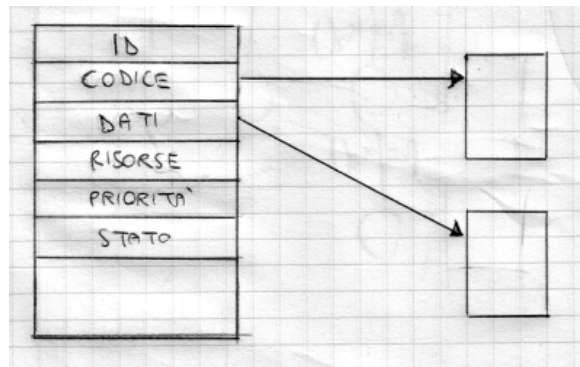 ID
CODICE
DATI
RISORSE
PRIORITA'
STATO